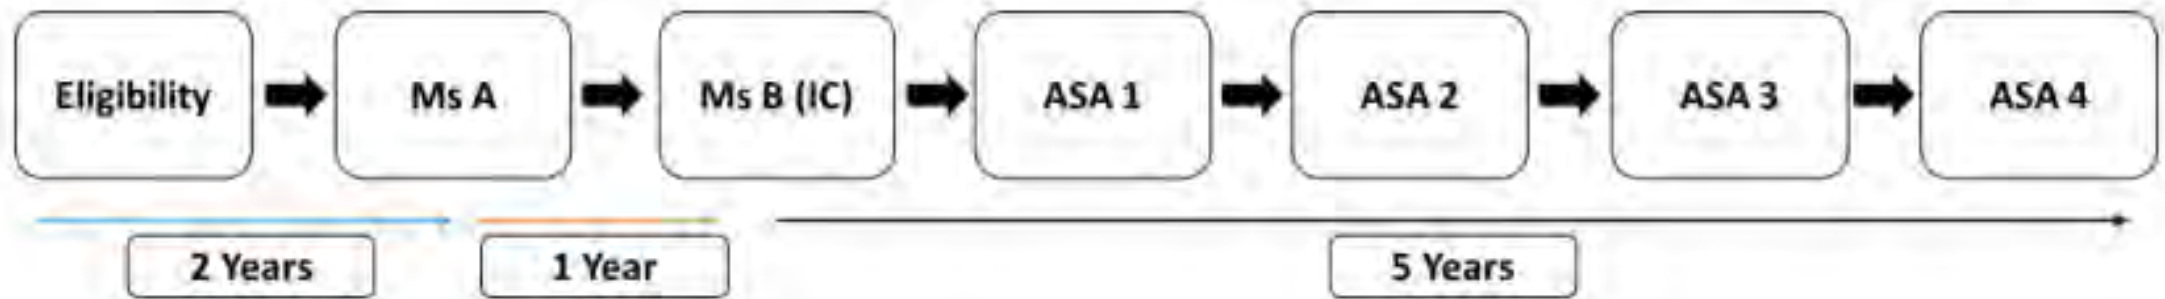 Eligibility
Ms A
Ms B (IC)
ASA 1
ASA 2
ASA 3
ASA 4
2 Years
1 Year
5 Years